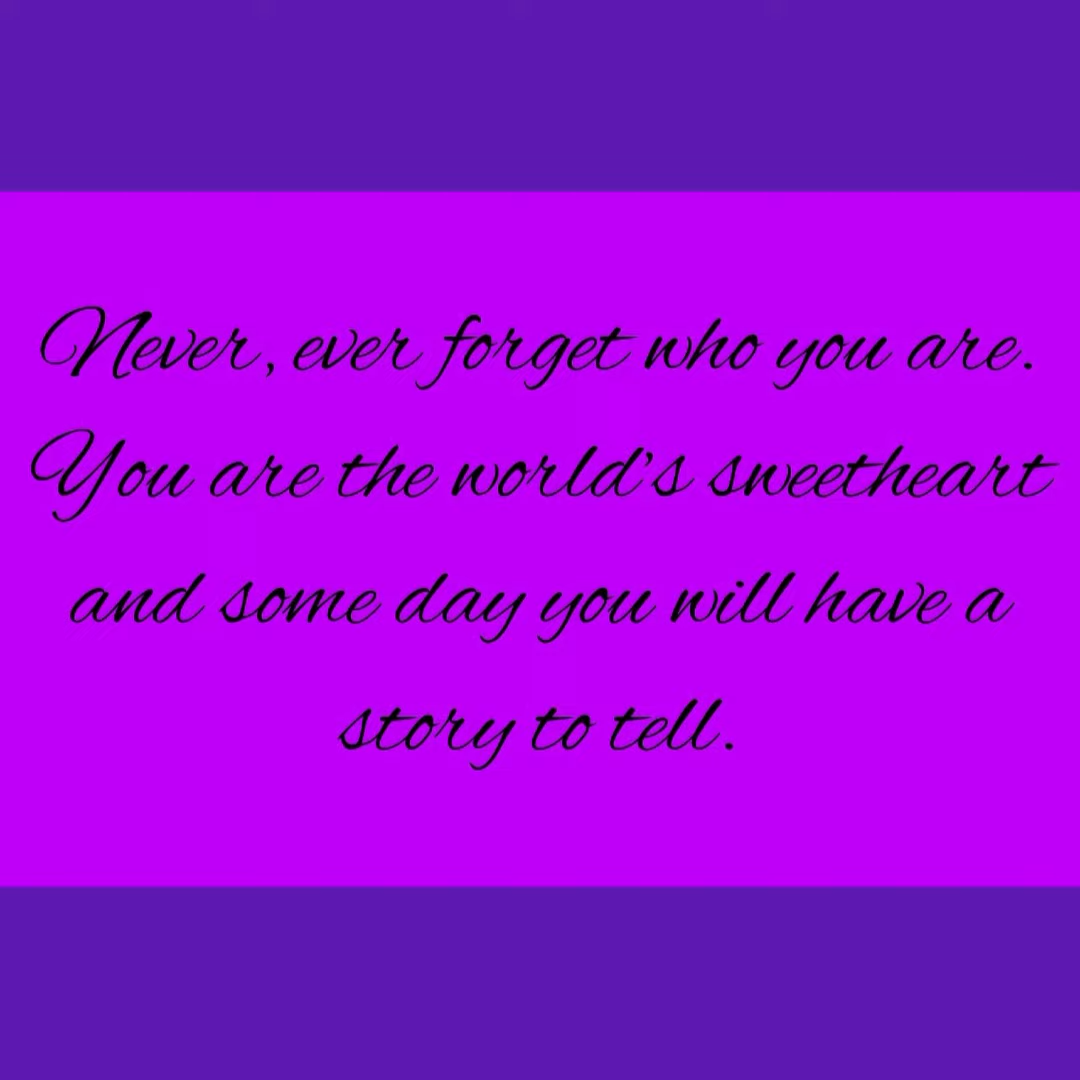 Never, ever forget who you are.
You are the world's sweetheart
and some day you will have a
story to tell.